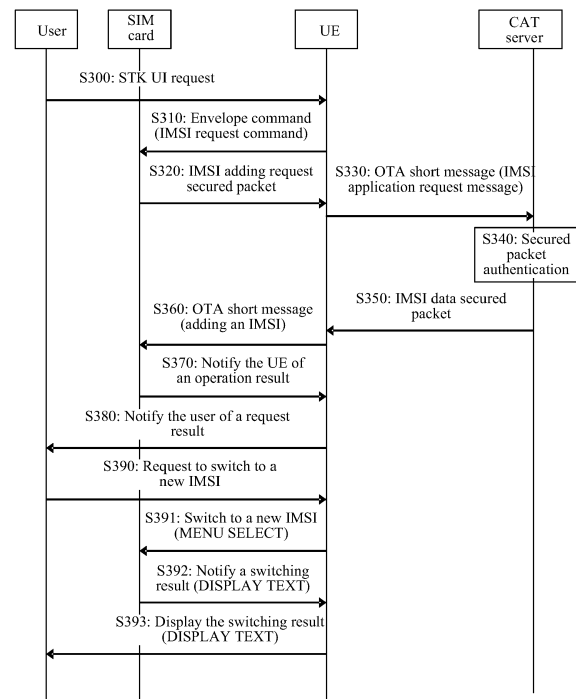 User
SIM
card
UE
CAT
server
S300: STK UI request
S310: Envelope command
(IMSI request command)
S320: IMSI adding request
secured packet
S330: OTA short message (IMSI
application request message)
S340: Secured
packet
authentication
S350: IMSI data secured
packet
S360: OTA short message
(adding an IMSI)
S370: Notify the UE of
an operation result
S380: Notify the user of a request
result
S390: Request to switch to a
new IMSI
S391: Switch to a new IMSI
(MENU SELECT)
S392: Notify a switching
result (DISPLAY TEXT)
S393: Display the switching result
(DISPLAY TEXT)